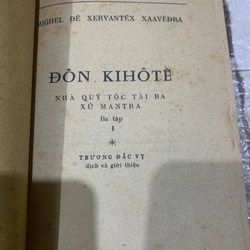 MIGHEL ĐÊ XERVANTÉX XAAVÊĐRA
ĐÔN KIHÔTÊ
NHÀ QUÝ TỘC TÀI BA
XỨ MANTRA
Ba tập
I
TRƯƠNG ĐẮC VỴ
dịch và giới thiệu